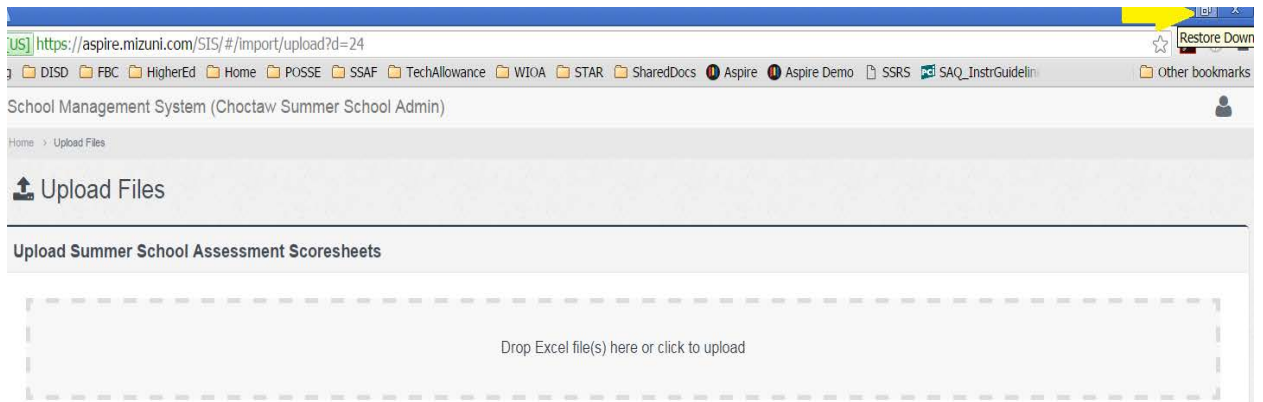 Restore Down
[US] https://aspire.mizuni.com/SIS/#/import/upload?d=24
g DISD FBC HigherEd Home POSSE SSAF TechAllowance WIOA STAR SharedDocs Aspire Aspire Demo SSRS pci SAQ_InstrGuidelin Other bookmarks
School Management System (Choctaw Summer School Admin)
Home > Upload Files
Upload Files
Upload Summer School Assessment Scoresheets
Drop Excel file(s) here or click to upload